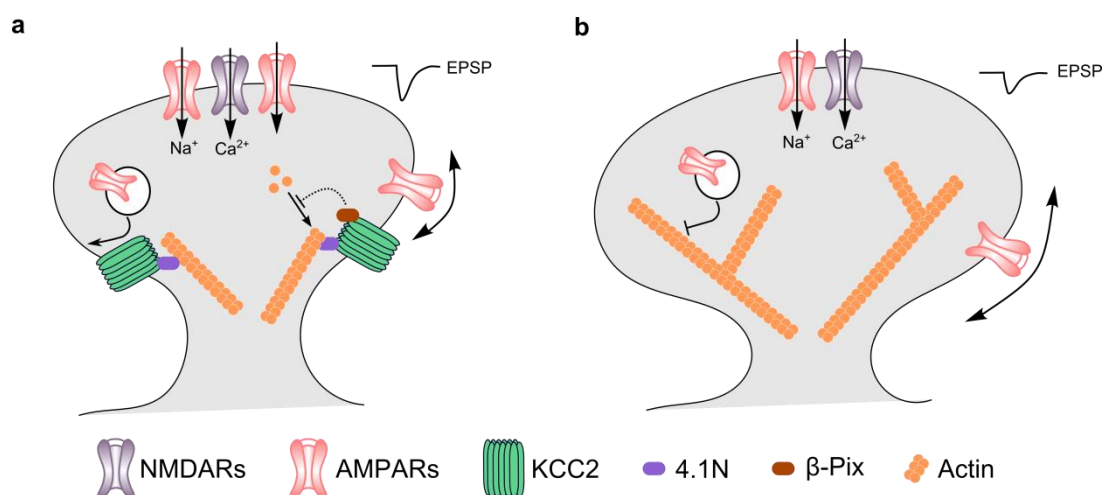 a
EPSP
Na⁺
Ca²⁺
b
EPSP
Na⁺
Ca²⁺
NMDARs
AMPARs
KCC2
4.1N
β-Pix
Actin